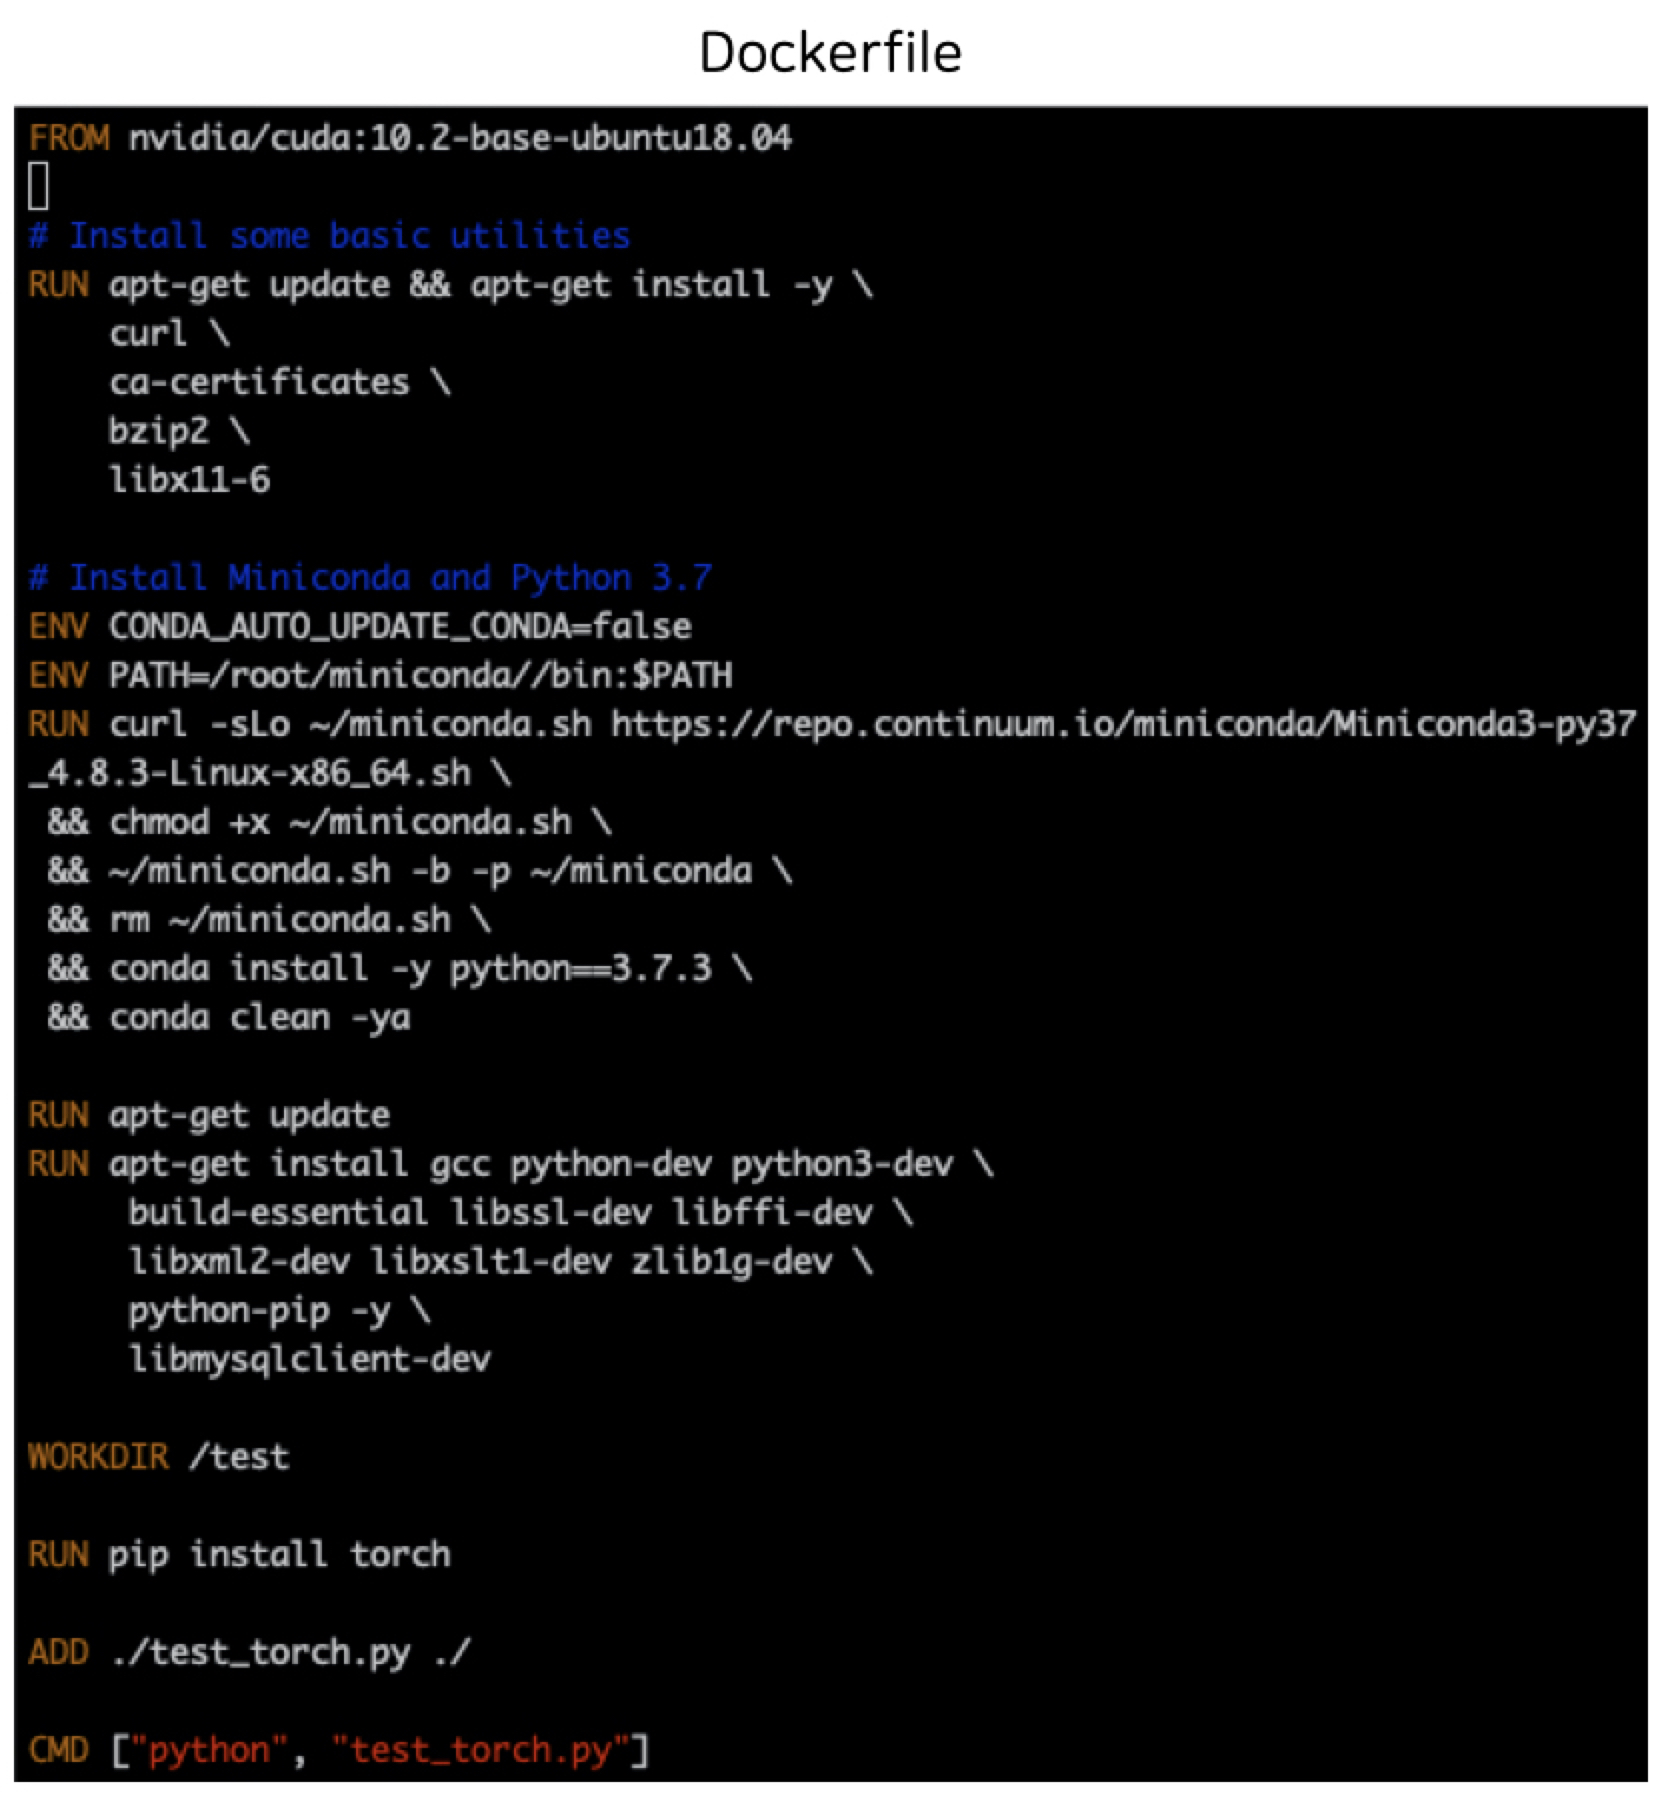 Dockerfile
FROM nvidia/cuda:10.2-base-ubuntu18.04
# Install some basic utilities
RUN apt-get update && apt-get install -y \
    curl \
    ca-certificates \
    bzip2 \
    libx11-6
# Install Miniconda and Python 3.7
ENV CONDA_AUTO_UPDATE_CONDA=false
ENV PATH=/root/miniconda//bin:$PATH
RUN curl -sLo ~/miniconda.sh https://repo.continuum.io/miniconda/Miniconda3-py37
_4.8.3-Linux-x86_64.sh \
 && chmod +x ~/miniconda.sh \
 && ~/miniconda.sh -b -p ~/miniconda \
 && rm ~/miniconda.sh \
 && conda install -y python==3.7.3 \
 && conda clean -ya
RUN apt-get update
RUN apt-get install gcc python-dev python3-dev \
     build-essential libssl-dev libffi-dev \
     libxml2-dev libxslt1-dev zlib1g-dev \
     python-pip -y \
     libmysqlclient-dev
WORKDIR /test
RUN pip install torch
ADD ./test_torch.py ./
CMD ["python", "test_torch.py"]